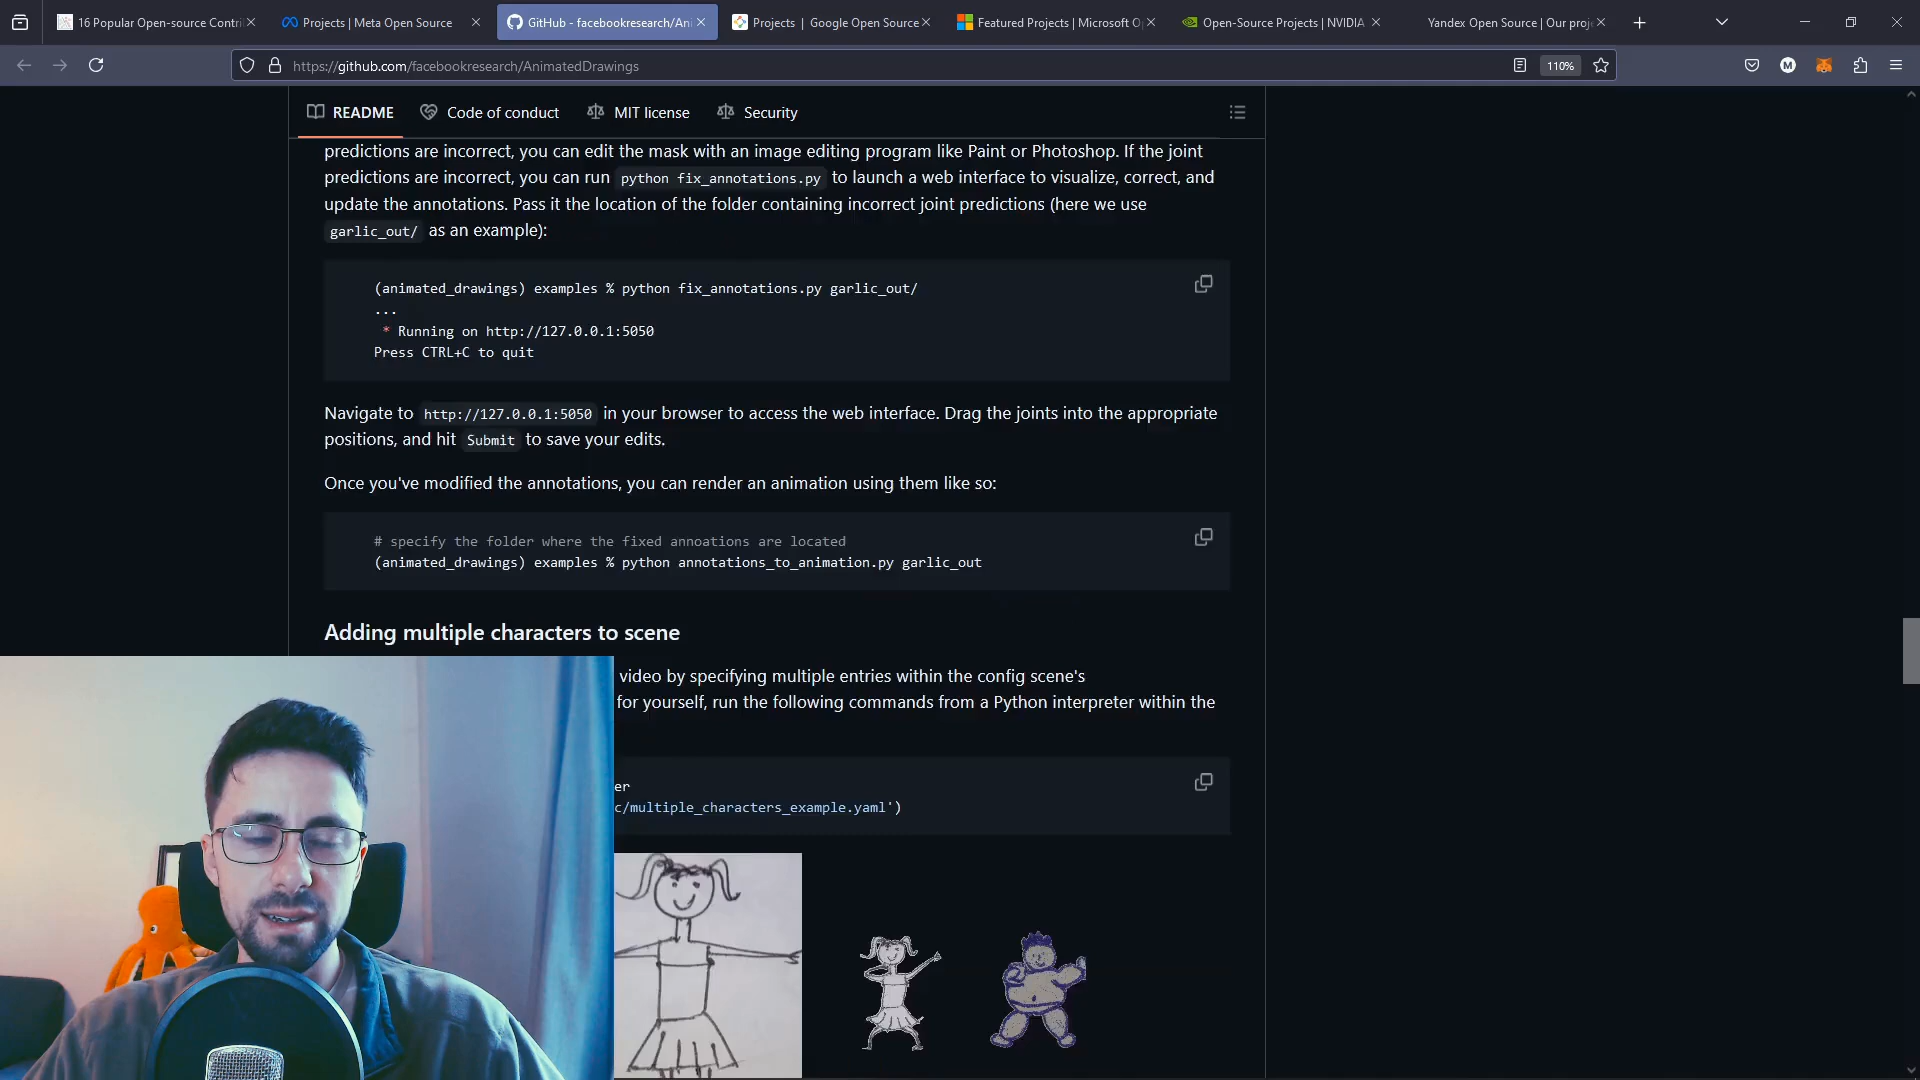 16 Popular Open-source Contri
Projects | Meta Open Source
GitHub - facebookresearch/An
Projects | Google Open Source
Featured Projects | Microsoft O
Open-Source Projects | NVIDIA
Yandex Open Source | Our proj
https://github.com/facebookresearch/AnimatedDrawings
110%
M
README
Code of conduct
MIT license
Security
predictions are incorrect, you can edit the mask with an image editing program like Paint or Photoshop. If the joint
predictions are incorrect, you can run python fix_annotations.py to launch a web interface to visualize, correct, and
update the annotations. Pass it the location of the folder containing incorrect joint predictions (here we use
garlic_out/ as an example):
(animated_drawings) examples % python fix_annotations.py garlic_out/
...
* Running on http://127.0.0.1:5050
Press CTRL+C to quit
Navigate to http://127.0.0.1:5050 in your browser to access the web interface. Drag the joints into the appropriate
positions, and hit Submit to save your edits.
Once you've modified the annotations, you can render an animation using them like so:
# specify the folder where the fixed annoations are located
(animated_drawings) examples % python annotations_to_animation.py garlic_out
Adding multiple characters to scene
video by specifying multiple entries within the config scene's
for yourself, run the following commands from a Python interpreter within the
er
c/multiple_characters_example.yaml')